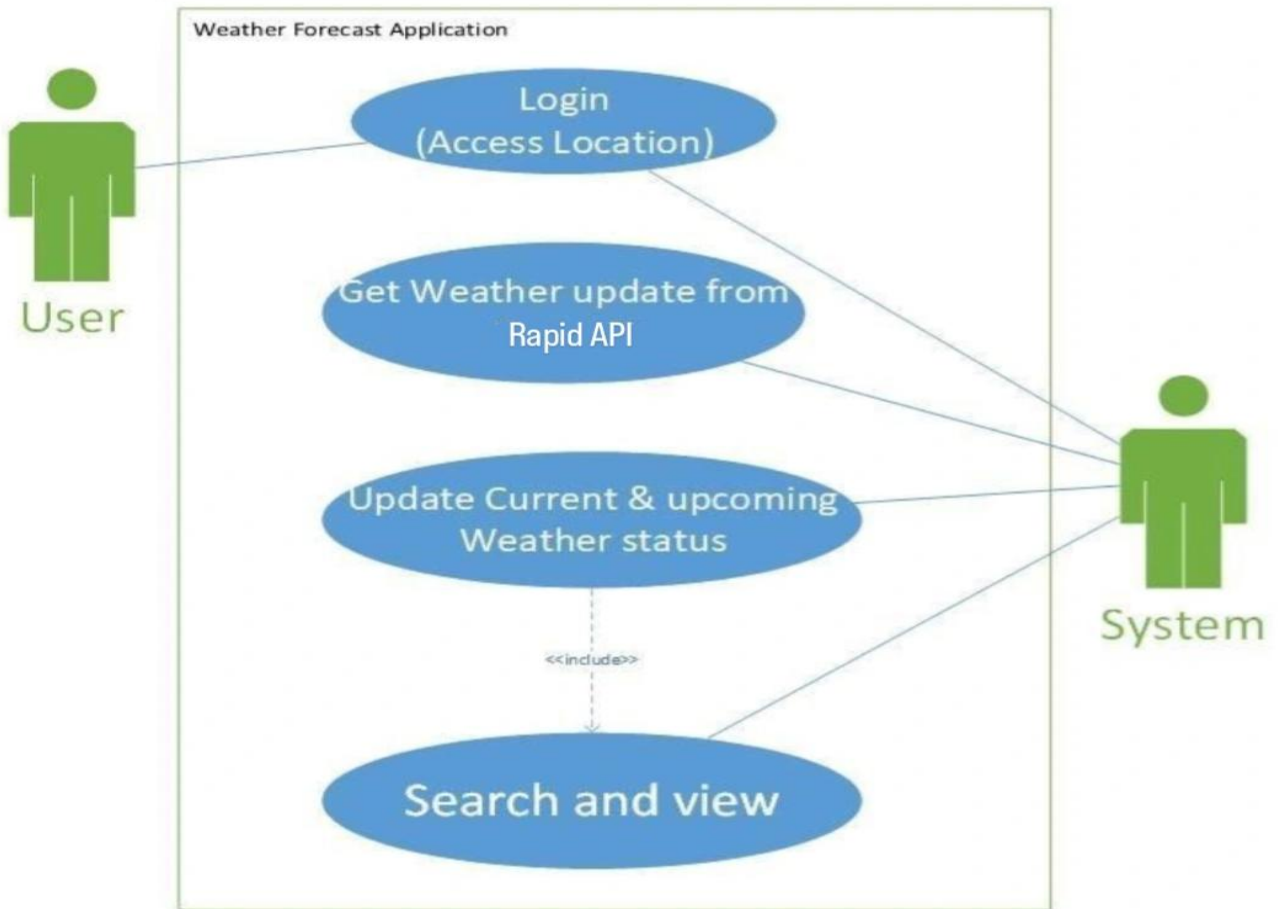 Weather Forecast Application
Login
(Access Location)
User
Get Weather update from
Rapid API
Update Current & upcoming
Weather status
System
<<include>>
Search and view